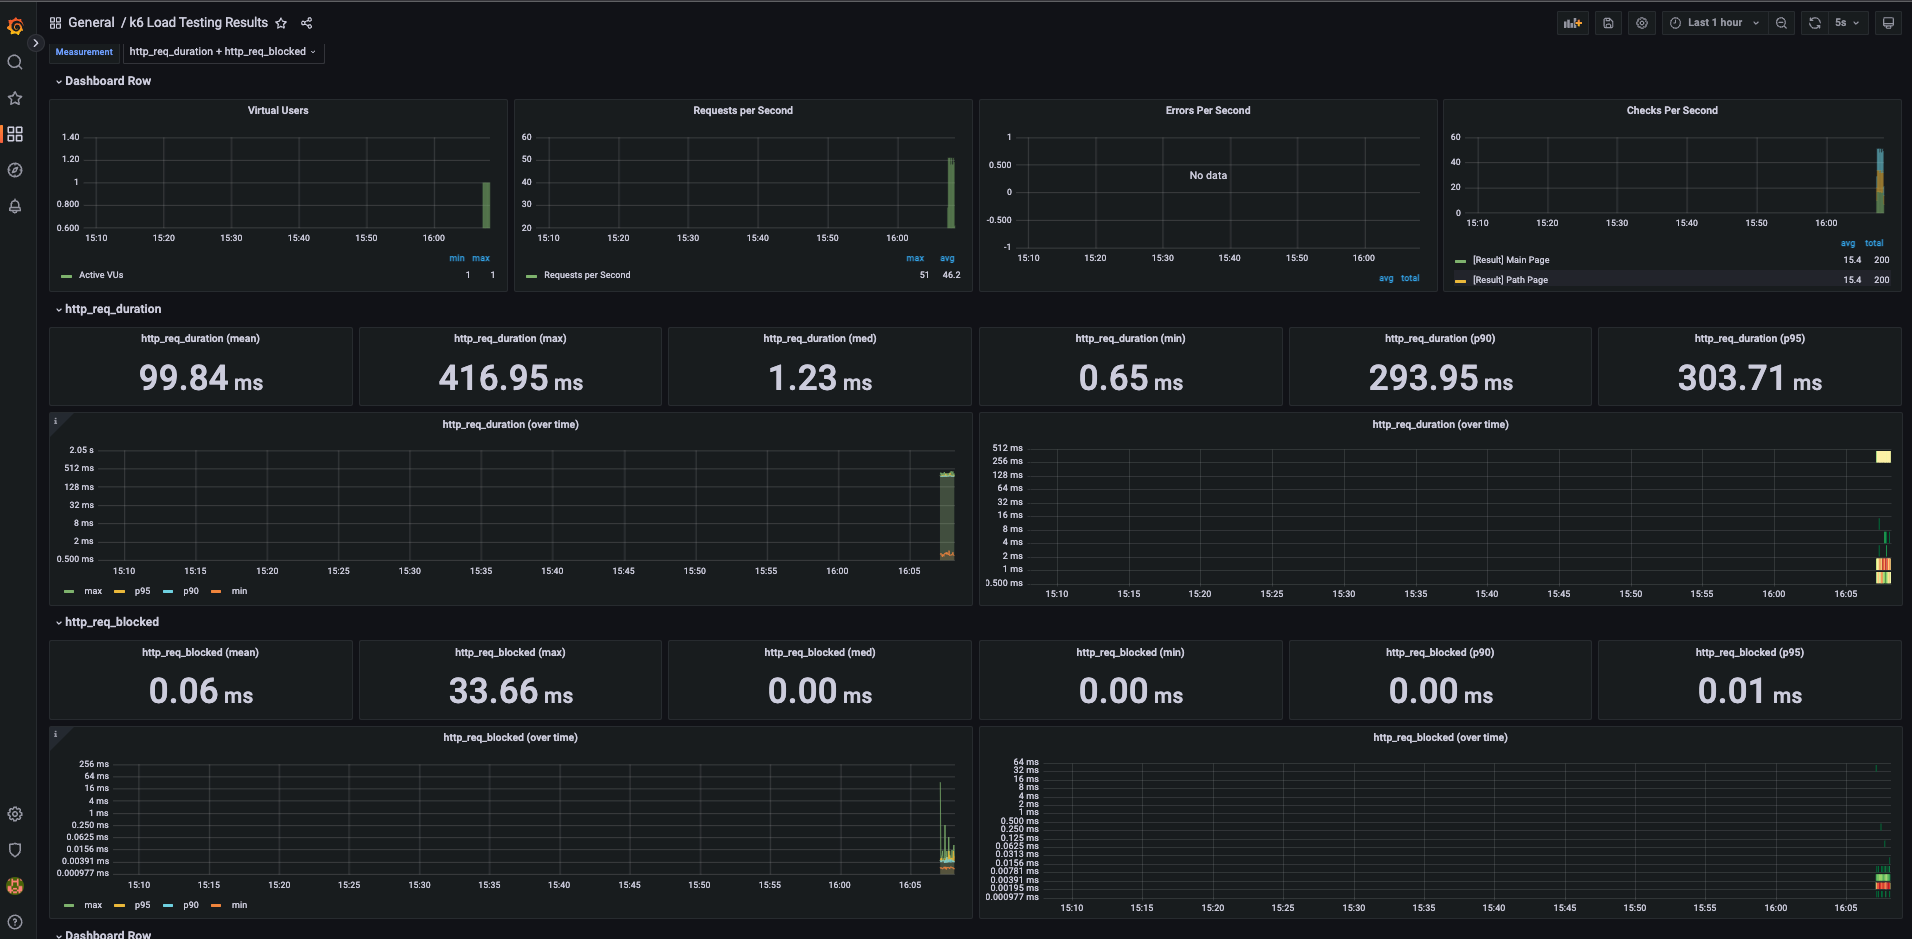 General / k6 Load Testing Results
Last 1 hour
5s
Measurement http_req_duration + http_req_blocked
Dashboard Row
Virtual Users
1.40
1.20
1
0.800
0.600
15:10 15:20 15:30 15:40 15:50 16:00
min max
Active VUs 1 1
Requests per Second
60
50
40
30
20
15:10 15:20 15:30 15:40 15:50 16:00
max avg
Requests per Second 51 46.2
Errors Per Second
1
0.500
0
-0.500
-1
No data
15:10 15:20 15:30 15:40 15:50 16:00
avg total
Checks Per Second
60
40
20
0
15:10 15:20 15:30 15:40 15:50 16:00
avg total
[Result] Main Page 15.4 200
[Result] Path Page 15.4 200
http_req_duration
http_req_duration (mean)
99.84 ms
http_req_duration (max)
416.95 ms
http_req_duration (med)
1.23 ms
http_req_duration (min)
0.65 ms
http_req_duration (p90)
293.95 ms
http_req_duration (p95)
303.71 ms
i
http_req_duration (over time)
2.05 s
512 ms
128 ms
32 ms
8 ms
2 ms
0.500 ms
15:10 15:15 15:20 15:25 15:30 15:35 15:40 15:45 15:50 15:55 16:00 16:05
max p95 p90 min
http_req_duration (over time)
512 ms
256 ms
128 ms
64 ms
32 ms
16 ms
8 ms
4 ms
2 ms
1 ms
0.500 ms
15:10 15:15 15:20 15:25 15:30 15:35 15:40 15:45 15:50 15:55 16:00 16:05
http_req_blocked
http_req_blocked (mean)
0.06 ms
http_req_blocked (max)
33.66 ms
http_req_blocked (med)
0.00 ms
http_req_blocked (min)
0.00 ms
http_req_blocked (p90)
0.00 ms
http_req_blocked (p95)
0.01 ms
i
http_req_blocked (over time)
256 ms
64 ms
16 ms
4 ms
1 ms
0.250 ms
0.0625 ms
0.0156 ms
0.00391 ms
0.000977 ms
15:10 15:15 15:20 15:25 15:30 15:35 15:40 15:45 15:50 15:55 16:00 16:05
max p95 p90 min
http_req_blocked (over time)
64 ms
32 ms
16 ms
8 ms
4 ms
2 ms
1 ms
0.500 ms
0.250 ms
0.125 ms
0.0625 ms
0.0313 ms
0.0156 ms
0.00781 ms
0.00391 ms
0.00195 ms
0.000977 ms
15:10 15:15 15:20 15:25 15:30 15:35 15:40 15:45 15:50 15:55 16:00 16:05
Dashboard Row